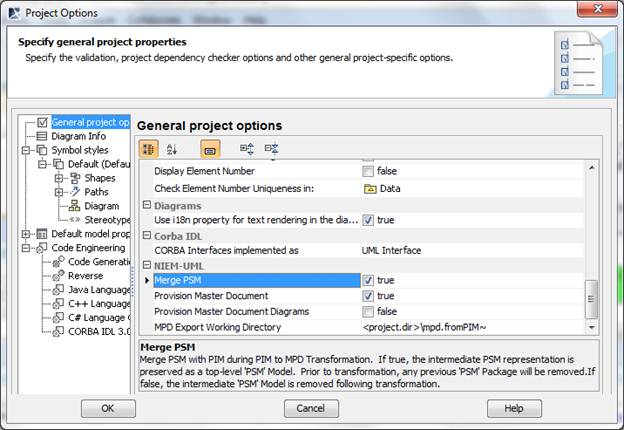 Project Options
Specify general project properties
Specify the validation, project dependency checker options and other general project-specific options.
General project op
Diagram Info
Symbol styles
Default (Defau
Shapes
Paths
Diagram
Stereotype
Default model prop
Code Engineering
Code Generatio
Reverse
Java Language
C++ Language
C# Language
CORBA IDL 3.0
General project options
Display Element Number false
Check Element Number Uniqueness in: Data
Diagrams
Use i18n property for text rendering in the dia... true
Corba IDL
CORBA Interfaces implemented as UML Interface
NIEM-UML
Merge PSM true
Provision Master Document true
Provision Master Document Diagrams false
MPD Export Working Directory <project.dir>\mpd.fromPIM~
Merge PSM
Merge PSM with PIM during PIM to MPD Transformation. If true, the intermediate PSM representation is
preserved as a top-level 'PSM' Model. Prior to transformation, any previous 'PSM' Package will be removed.If
false, the intermediate 'PSM' Model is removed following transformation.
OK Cancel Help